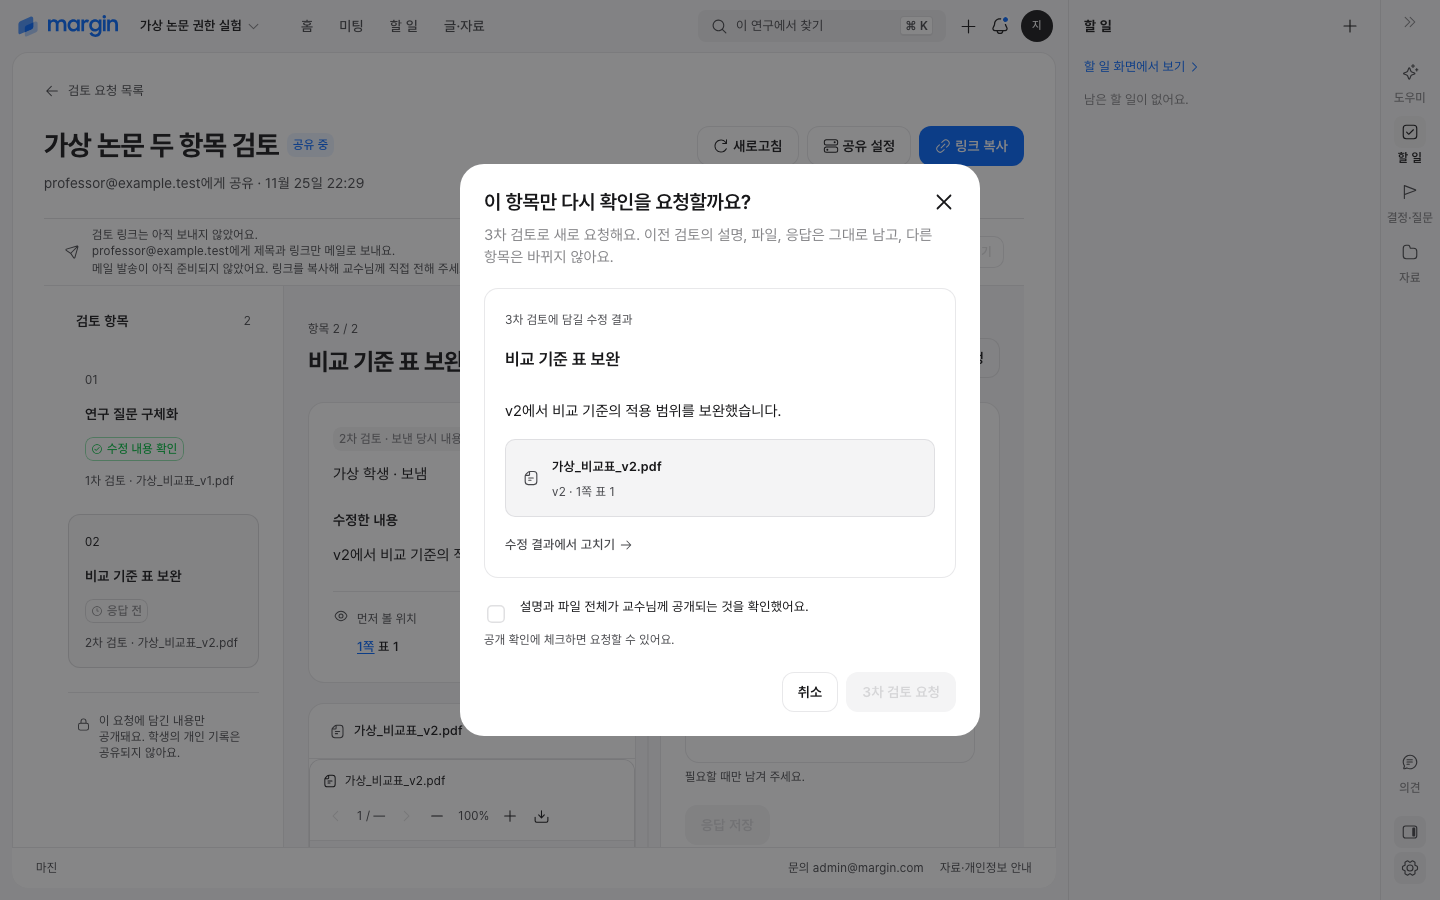 margin
가상 논문 권한 실험
홈
미팅
할 일
글·자료
이 연구에서 찾기
⌘ K
지
할 일
할 일 화면에서 보기
남은 할 일이 없어요.
도우미
할 일
결정·질문
자료
의견
검토 요청 목록
가상 논문 두 항목 검토
공유 중
새로고침
공유 설정
링크 복사
professor@example.test에게 공유 · 11월 25일 22:29
검토 링크는 아직 보내지 않았어요.
professor@example.test에게 제목과 링크만 메일로 보내요.
메일 발송이 아직 준비되지 않았어요. 링크를 복사해 교수님께 직접 전해 주세
기
검토 항목
2
01
연구 질문 구체화
수정 내용 확인
1차 검토 · 가상_비교표_v1.pdf
02
비교 기준 표 보완
응답 전
2차 검토 · 가상_비교표_v2.pdf
이 요청에 담긴 내용만
공개돼요. 학생의 개인 기록은
공유되지 않아요.
항목 2 / 2
비교 기준 표 보완
2차 검토 · 보낸 당시 내용
가상 학생 · 보냄
수정한 내용
v2에서 비교 기준의 적
먼저 볼 위치
1쪽 표 1
가상_비교표_v2.pdf
가상_비교표_v2.pdf
1 / —
100%
이 항목만 다시 확인을 요청할까요?
3차 검토로 새로 요청해요. 이전 검토의 설명, 파일, 응답은 그대로 남고, 다른
항목은 바뀌지 않아요.
3차 검토에 담길 수정 결과
비교 기준 표 보완
v2에서 비교 기준의 적용 범위를 보완했습니다.
가상_비교표_v2.pdf
v2 · 1쪽 표 1
수정 결과에서 고치기 →
설명과 파일 전체가 교수님께 공개되는 것을 확인했어요.
공개 확인에 체크하면 요청할 수 있어요.
취소
3차 검토 요청
필요할 때만 남겨 주세요.
응답 저장
마진
문의 admin@margin.com
자료·개인정보 안내